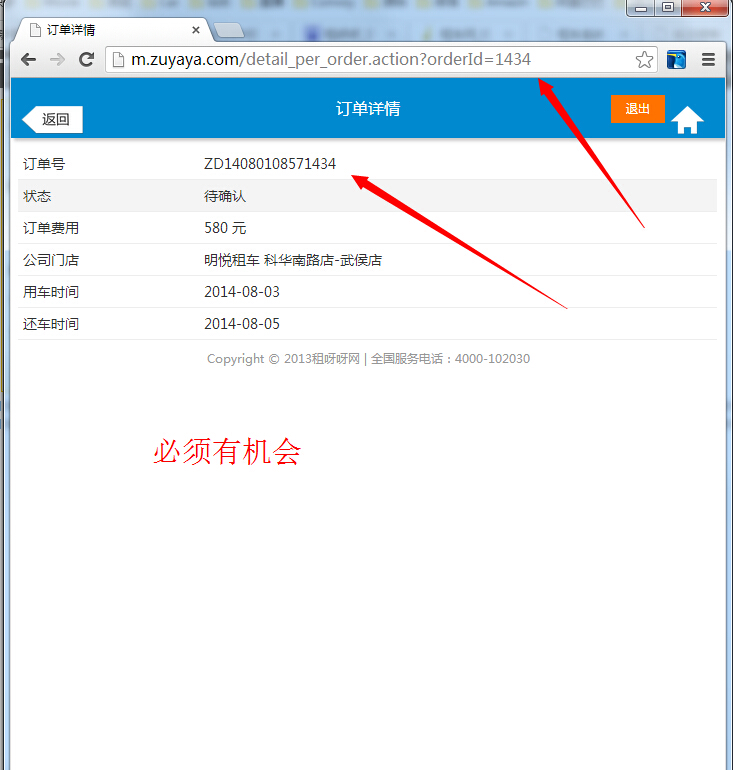 订单详情
m.zuyaya.com/detail_per_order.action?orderId=1434
返回
订单详情
退出
订单号 ZD14080108571434
状态 待确认
订单费用 580 元
公司门店 明悦租车 科华南路店-武侯店
用车时间 2014-08-03
还车时间 2014-08-05
Copyright © 2013租呀呀网 | 全国服务电话：4000-102030
必须有机会